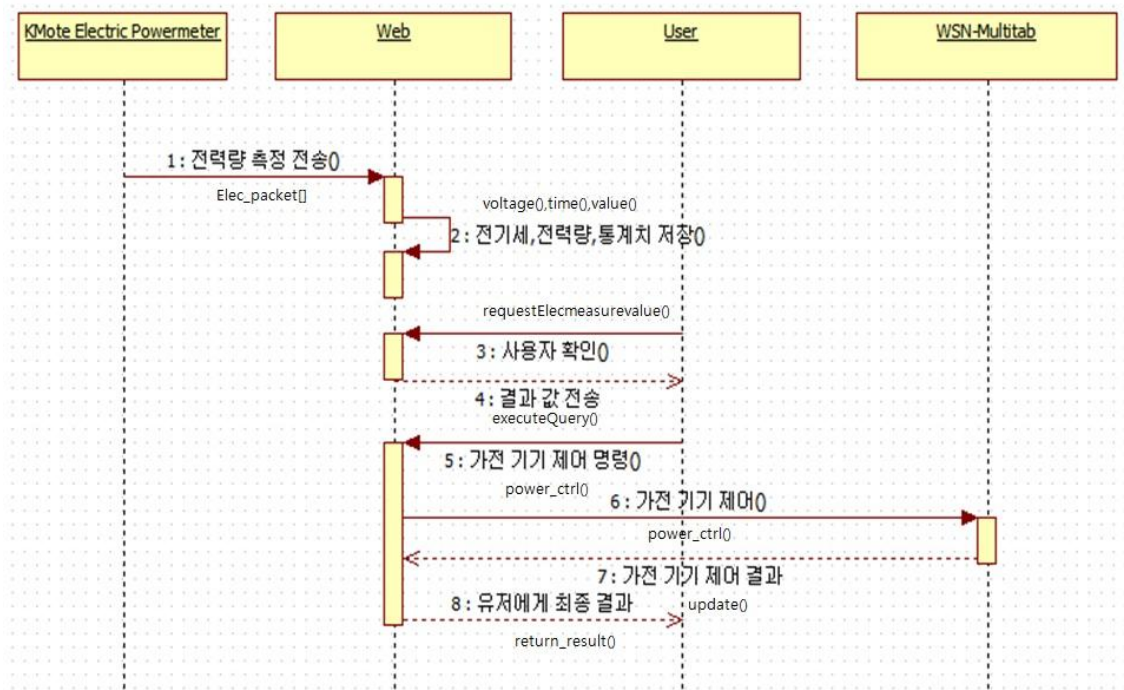 KMote Electric Powermeter
Web
User
WSN-Multitab
1 : 전력량 측정 전송()
Elec_packet[]
voltage(),time(),value()
2 : 전기세,전력량,통계치 저장()
requestElecmeasurevalue()
3 : 사용자 확인()
4 : 결과 값 전송
executeQuery()
5 : 가전 기기 제어 명령()
power_ctrl()
6 : 가전 기기 제어()
power_ctrl()
7 : 가전 기기 제어 결과
8 : 유저에게 최종 결과
update()
return_result()